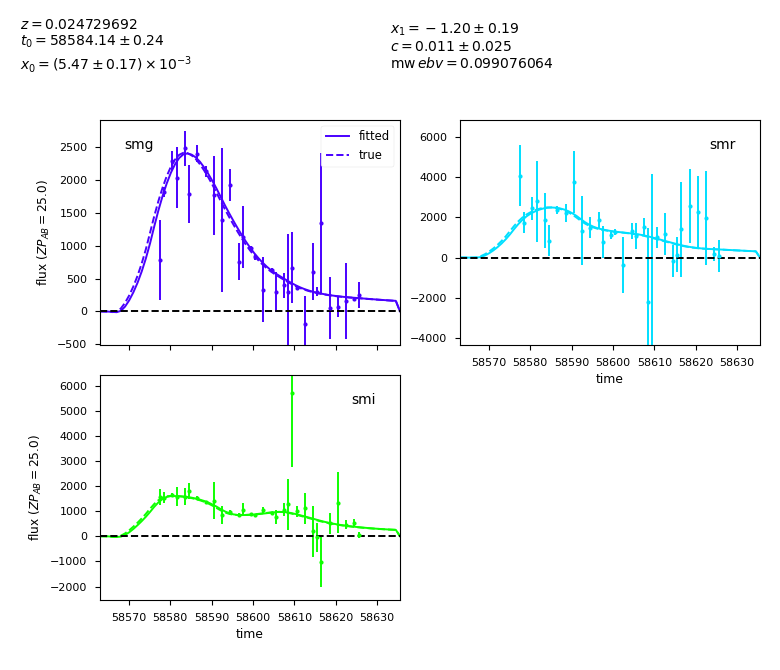 z = 0.024729692
t₀ = 58584.14 ± 0.24
x₀ = (5.47 ± 0.17) × 10⁻³
x₁ = −1.20 ± 0.19
c = 0.011 ± 0.025
mw ebv = 0.099076064
smg
fitted
true
2500
2000
1500
1000
500
0
−500
flux (ZP_AB = 25.0)
smr
6000
4000
2000
0
−2000
−4000
58570 58580 58590 58600 58610 58620 58630
time
smi
6000
5000
4000
3000
2000
1000
0
−1000
−2000
flux (ZP_AB = 25.0)
58570 58580 58590 58600 58610 58620 58630
time